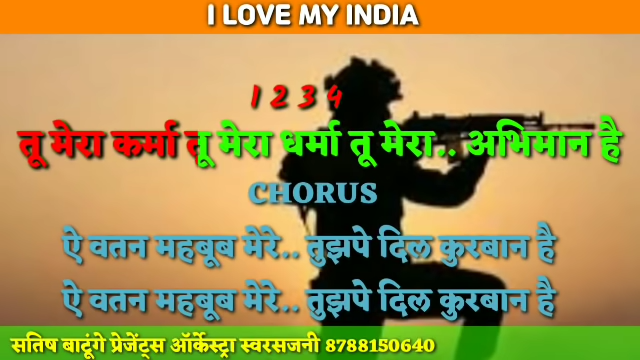 I LOVE MY INDIA
1 2 3 4
तू मेरा कर्मा तू मेरा धर्मा तू मेरा.. अभिमान है
CHORUS
ऐ वतन महबूब मेरे.. तुझपे दिल कुरबान है
ऐ वतन महबूब मेरे.. तुझपे दिल कुरबान है
सतिष बाटूंगे प्रेजेंट्स ऑर्केस्ट्रा स्वरसजनी 8788150640